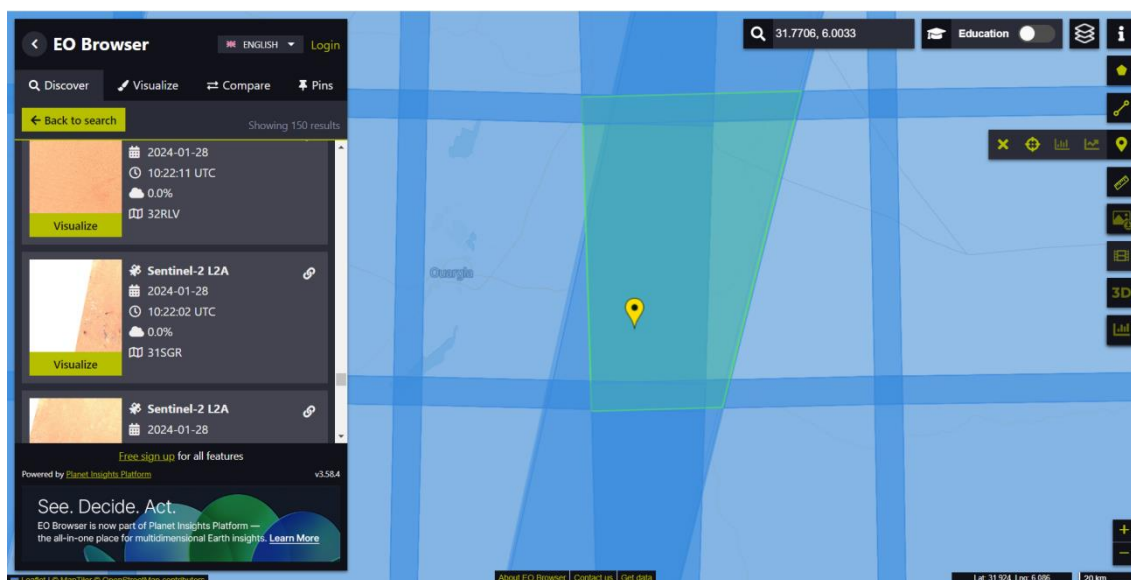 EO Browser
ENGLISH
Login
Discover
Visualize
Compare
Pins
Back to search
Showing 150 results
2024-01-28
10:22:11 UTC
0.0%
32RLV
Visualize
Sentinel-2 L2A
2024-01-28
10:22:02 UTC
0.0%
31SGR
Visualize
Sentinel-2 L2A
2024-01-28
Free sign up for all features
Powered by Planet Insights Platform
v3.58.4
See. Decide. Act.
EO Browser is now part of Planet Insights Platform —
the all-in-one place for multidimensional Earth insights. Learn More
Leaflet | © MapTiler © OpenStreetMap contributors
31.7706, 6.0033
Education
Ouargla
3D
About EO Browser | Contact us | Get data
Lat: 31.924, Lng: 6.086
20 km